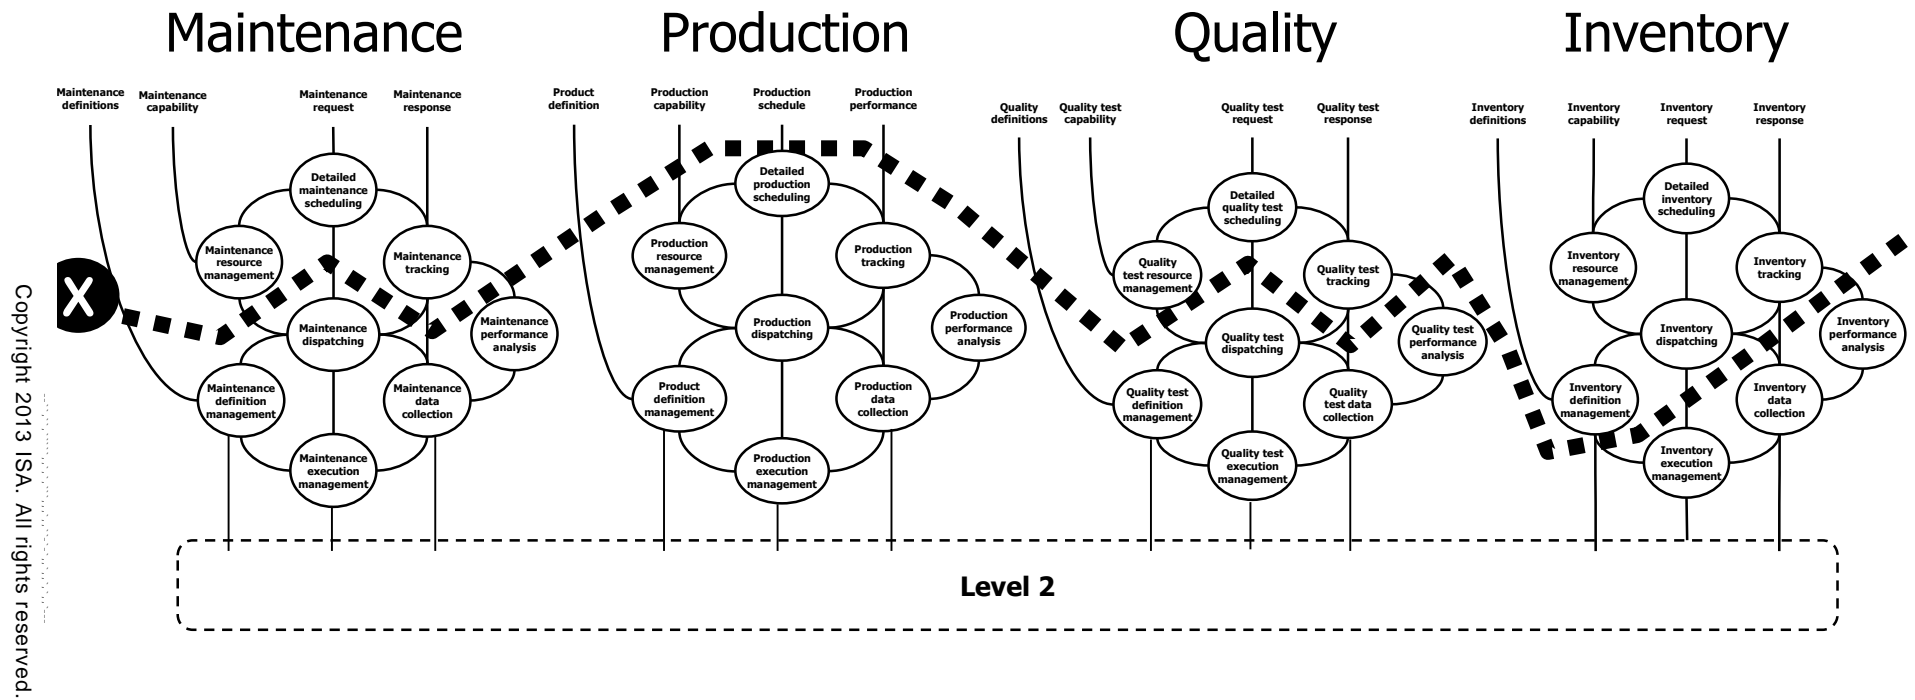 Maintenance
Production
Quality
Inventory
Maintenance
definitions
Maintenance
capability
Maintenance
request
Maintenance
response
Product
definition
Production
capability
Production
schedule
Production
performance
Quality
definitions
Quality test
capability
Quality test
request
Quality test
response
Inventory
definitions
Inventory
capability
Inventory
request
Inventory
response
Detailed
maintenance
scheduling
Maintenance
resource
management
Maintenance
tracking
X
Maintenance
dispatching
Maintenance
performance
analysis
Maintenance
definition
management
Maintenance
data
collection
Maintenance
execution
management
Detailed
production
scheduling
Production
resource
management
Production
tracking
Production
dispatching
Production
performance
analysis
Product
definition
management
Production
data
collection
Production
execution
management
Detailed
quality test
scheduling
Quality
test resource
management
Quality test
tracking
Quality test
dispatching
Quality test
performance
analysis
Quality test
definition
management
Quality
test data
collection
Quality test
execution
management
Detailed
inventory
scheduling
Inventory
resource
management
Inventory
tracking
Inventory
dispatching
Inventory
performance
analysis
Inventory
definition
management
Inventory
data
collection
Inventory
execution
management
Level 2
Copyright 2013 ISA. All rights reserved.